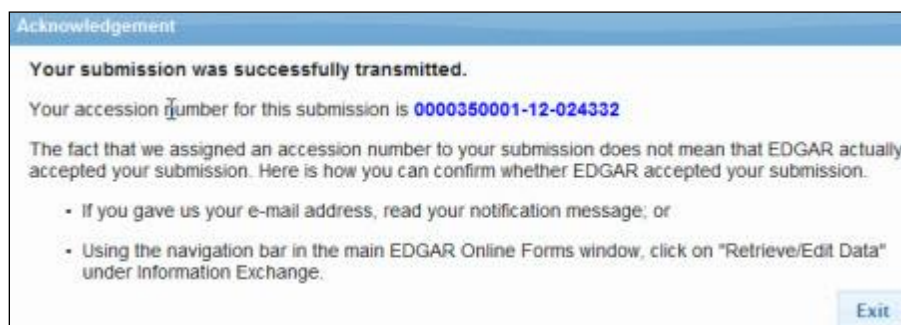 Acknowledgement
Your submission was successfully transmitted.
Your accession number for this submission is 0000350001-12-024332
The fact that we assigned an accession number to your submission does not mean that EDGAR actually
accepted your submission. Here is how you can confirm whether EDGAR accepted your submission.
• If you gave us your e-mail address, read your notification message; or
• Using the navigation bar in the main EDGAR Online Forms window, click on "Retrieve/Edit Data"
under Information Exchange.
Exit